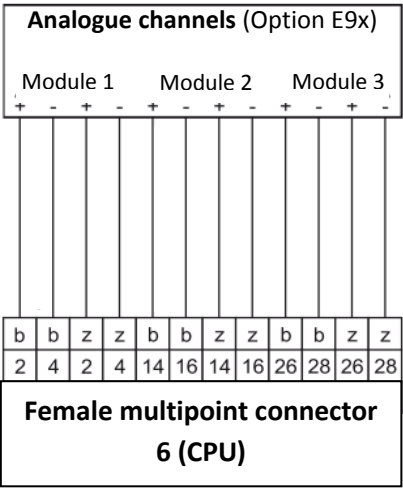 Analogue channels (Option E9x)
Module 1 Module 2 Module 3
+ - + - + - + - + - + -
b b z z b b z z b b z z
2 4 2 4 14 16 14 16 26 28 26 28
Female multipoint connector
6 (CPU)